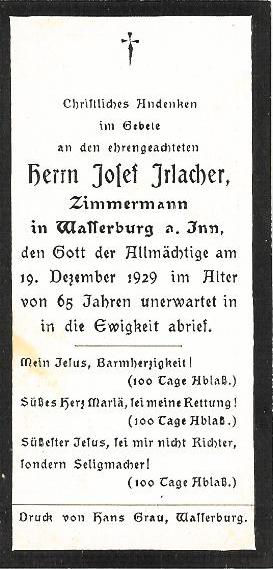 Christliches Andenken
im Gebete
an den ehrengeachteten
Herrn Josef Irlacher,
Zimmermann
in Wasserburg a. Inn,
den Gott der Allmächtige am
19. Dezember 1929 im Alter
von 65 Jahren unerwartet in
in die Ewigkeit abrief.
Mein Jesus, Barmherzigkeit!
(100 Tage Ablaß.)
Süßes Herz Mariä, sei meine Rettung!
(100 Tage Ablaß.)
Süßester Jesus, sei mir nicht Richter,
sondern Seligmacher!
(100 Tage Ablaß.)
Druck von Hans Grau, Wasserburg.